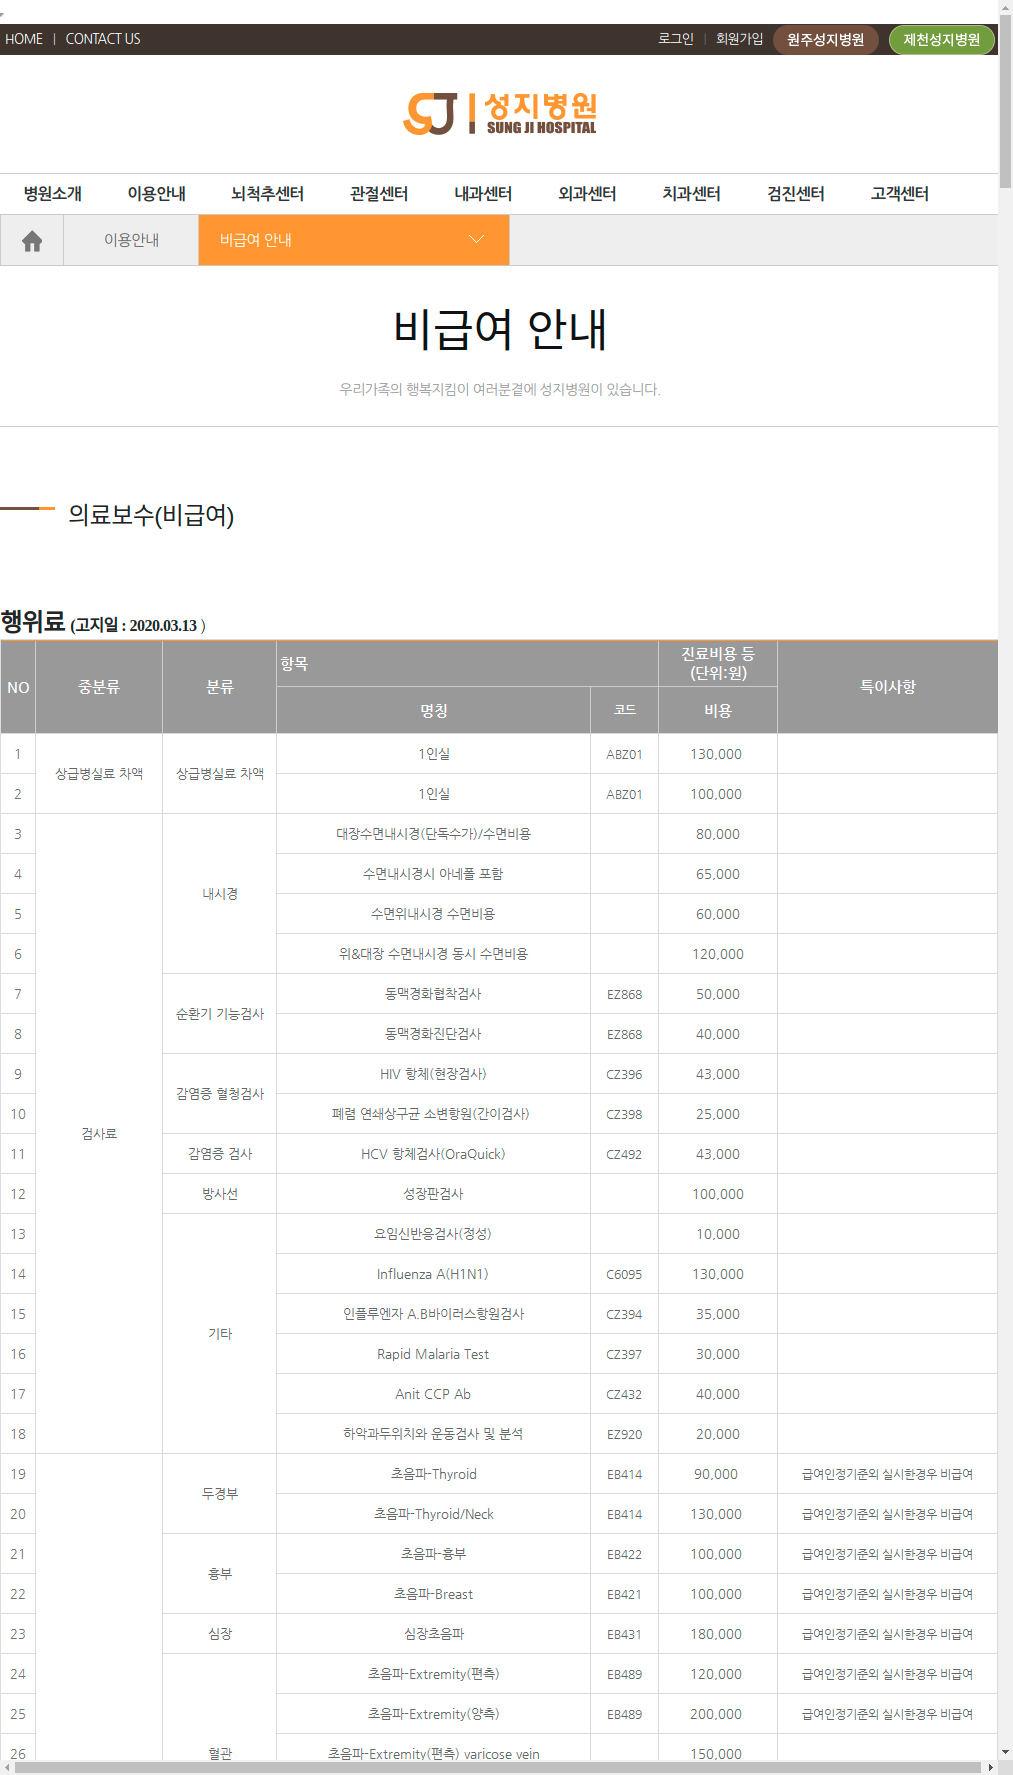 HOME | CONTACT US 로그인 | 회원가입 원주성지병원 제천성지병원
SJ 성지병원
SUNG JI HOSPITAL
병원소개 이용안내 뇌척추센터 관절센터 내과센터 외과센터 치과센터 검진센터 고객센터
이용안내 비급여 안내
비급여 안내
우리가족의 행복지킴이 여러분곁에 성지병원이 있습니다.
의료보수(비급여)
행위료 (고지일 : 2020.03.13 )
NO 중분류 분류 항목 진료비용 등 (단위:원) 특이사항
명칭 코드 비용
1 상급병실료 차액 상급병실료 차액 1인실 ABZ01 130,000
2 1인실 ABZ01 100,000
3 검사료 내시경 대장수면내시경(단독수가)/수면비용 80,000
4 수면내시경시 아네폴 포함 65,000
5 수면위내시경 수면비용 60,000
6 위&대장 수면내시경 동시 수면비용 120,000
7 순환기 기능검사 동맥경화협착검사 EZ868 50,000
8 동맥경화진단검사 EZ868 40,000
9 감염증 혈청검사 HIV 항체(현장검사) CZ396 43,000
10 폐렴 연쇄상구균 소변항원(간이검사) CZ398 25,000
11 감염증 검사 HCV 항체검사(OraQuick) CZ492 43,000
12 방사선 성장판검사 100,000
13 기타 요임신반응검사(정성) 10,000
14 Influenza A(H1N1) C6095 130,000
15 인플루엔자 A.B바이러스항원검사 CZ394 35,000
16 Rapid Malaria Test CZ397 30,000
17 Anit CCP Ab CZ432 40,000
18 하악과두위치와 운동검사 및 분석 EZ920 20,000
19 두경부 초음파-Thyroid EB414 90,000 급여인정기준외 실시한경우 비급여
20 초음파-Thyroid/Neck EB414 130,000 급여인정기준외 실시한경우 비급여
21 흉부 초음파-흉부 EB422 100,000 급여인정기준외 실시한경우 비급여
22 초음파-Breast EB421 100,000 급여인정기준외 실시한경우 비급여
23 심장 심장초음파 EB431 180,000 급여인정기준외 실시한경우 비급여
24 초음파-Extremity(편측) EB489 120,000 급여인정기준외 실시한경우 비급여
25 초음파-Extremity(양측) EB489 200,000 급여인정기준외 실시한경우 비급여
26 혈관 초음파-Extremity(편측) varicose vein 150,000